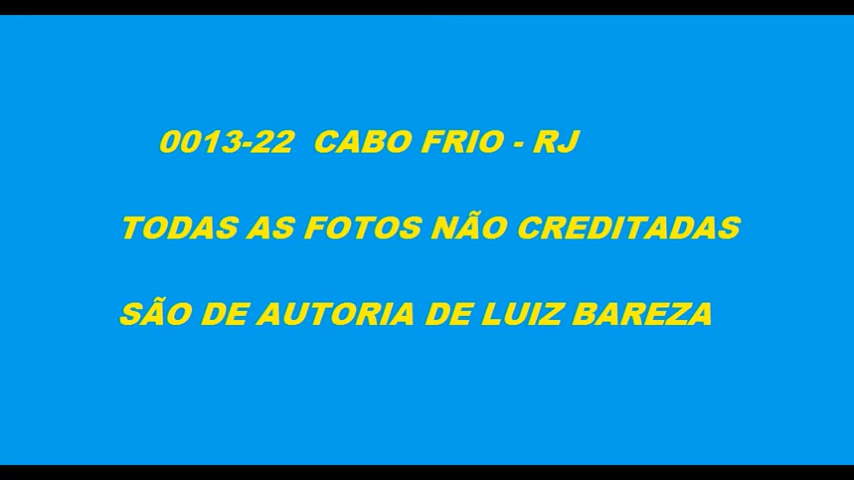 0013-22 CABO FRIO - RJ
TODAS AS FOTOS NÃO CREDITADAS
SÃO DE AUTORIA DE LUIZ BAREZA